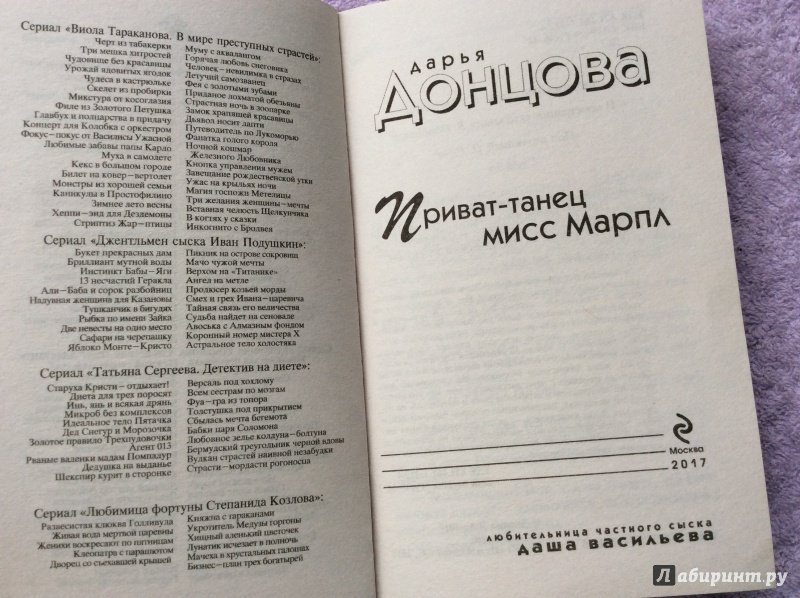 Сериал «Виола Тараканова. В мире преступных страстей»:
Черт из табакерки
Три мешка хитростей
Чудовище без красавицы
Урожай ядовитых ягодок
Чудеса в кастрюльке
Скелет из пробирки
Микстура от косоглазия
Филе из Золотого Петушка
Главбух и полцарства в придачу
Концерт для Колобка с оркестром
Фокус-покус от Василисы Ужасной
Любимые забавы папы Карло
Муха в самолете
Кекс в большом городе
Билет на ковер-вертолет
Монстры из хорошей семьи
Каникулы в Простофилино
Зимнее лето весны
Хеппи-энд для Дездемоны
Стриптиз Жар-птицы
Муму с аквалангом
Горячая любовь снеговика
Человек-невидимка в стразах
Летучий самозванец
Фея с золотыми зубами
Приданое лохматой обезьяны
Страстная ночь в зоопарке
Замок храпящей красавицы
Дьявол носит лапти
Путеводитель по Лукоморью
Фанатка голого короля
Ночной кошмар
Железного Любовника
Кнопка управления мужем
Завещание рождественской утки
Ужас на крыльях ночи
Магия госпожи Метелицы
Три желания женщины-мечты
Вставная челюсть Щелкунчика
В когтях у сказки
Инкогнито с Бродвея
Сериал «Джентльмен сыска Иван Подушкин»:
Букет прекрасных дам
Бриллиант мутной воды
Инстинкт Бабы-Яги
13 несчастий Геракла
Али-Баба и сорок разбойниц
Надувная женщина для Казановы
Тушканчик в бигудях
Рыбка по имени Зайка
Две невесты на одно место
Сафари на черепашку
Яблоко Монте-Кристо
Пикник на острове сокровищ
Мачо чужой мечты
Верхом на «Титанике»
Ангел на метле
Продюсер козьей морды
Смех и грех Ивана-царевича
Тайная связь его величества
Судьба найдет на сеновале
Авоська с Алмазным фондом
Коронный номер мистера Х
Астральное тело холостяка
Сериал «Татьяна Сергеева. Детектив на диете»:
Старуха Кристи – отдыхает!
Диета для трех поросят
Инь, янь и всякая дрянь
Микроб без комплексов
Идеальное тело Пятачка
Дед Снегур и Морозочка
Золотое правило Трехпудовочки
Агент 013
Рваные валенки мадам Помпадур
Дедушка на выданье
Шекспир курит в сторонке
Версаль под хохлому
Всем сестрам по мозгам
Фуа-гра из топора
Толстушка под прикрытием
Сбылась мечта бегемота
Бабки царя Соломона
Любовное зелье колдуна-болтуна
Бермудский треугольник черной вдовы
Вулкан страстей наивной незабудки
Страсти-мордасти рогоносца
Сериал «Любимица фортуны Степанида Козлова»:
Развесистая клюква Голливуда
Живая вода мертвой царевны
Женихи воскресают по пятницам
Клеопатра с парашютом
Дворец со съехавшей крышей
Княжна с тараканами
Укротитель Медузы горгоны
Хищный аленький цветочек
Лунатик исчезает в полночь
Мачеха в хрустальных галошах
Бизнес-план трех богатырей
дарья
Донцова
Приват-танец
мисс Марпл
Москва
2017
любительница частного сыска
даша васильева
Лабиринт.ру